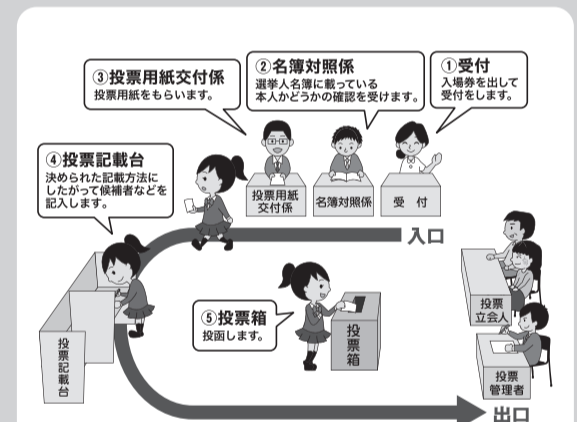 ①受付
入場券を出して
受付をします。
②名簿対照係
選挙人名簿に載っている
本人かどうかの確認を受けます。
③投票用紙交付係
投票用紙をもらいます。
④投票記載台
決められた記載方法に
したがって候補者などを
記入します。
投票用紙
交付係
名簿対照係
受付
入口
⑤投票箱
投函します。
投票箱
投票記載台
投票
立会人
投票
管理者
出口